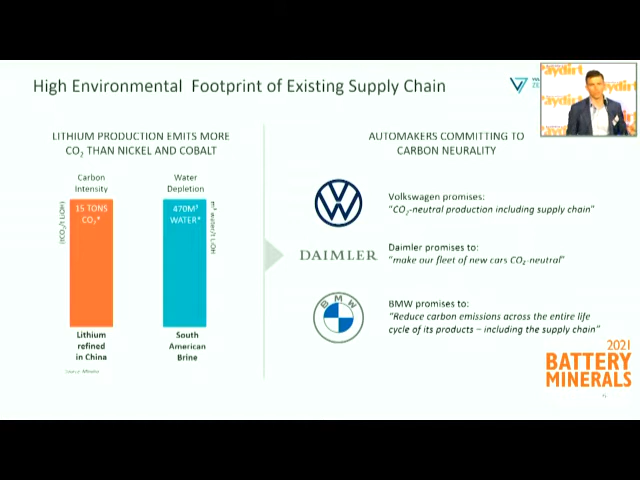 High Environmental Footprint of Existing Supply Chain
LITHIUM PRODUCTION EMITS MORE
CO₂ THAN NICKEL AND COBALT
Carbon
Intensity
Water
Depletion
15 TONS
CO₂*
470M³
WATER*
Lithium
refined
in China
South
American
Brine
Source: Minviro
AUTOMAKERS COMMITTING TO
CARBON NEURALITY
Volkswagen promises:
"CO₂-neutral production including supply chain"
DAIMLER
Daimler promises to:
"make our fleet of new cars CO₂-neutral"
BMW
BMW promises to:
"Reduce carbon emissions across the entire life
cycle of its products – including the supply chain"
2021
BATTERY
MINERALS